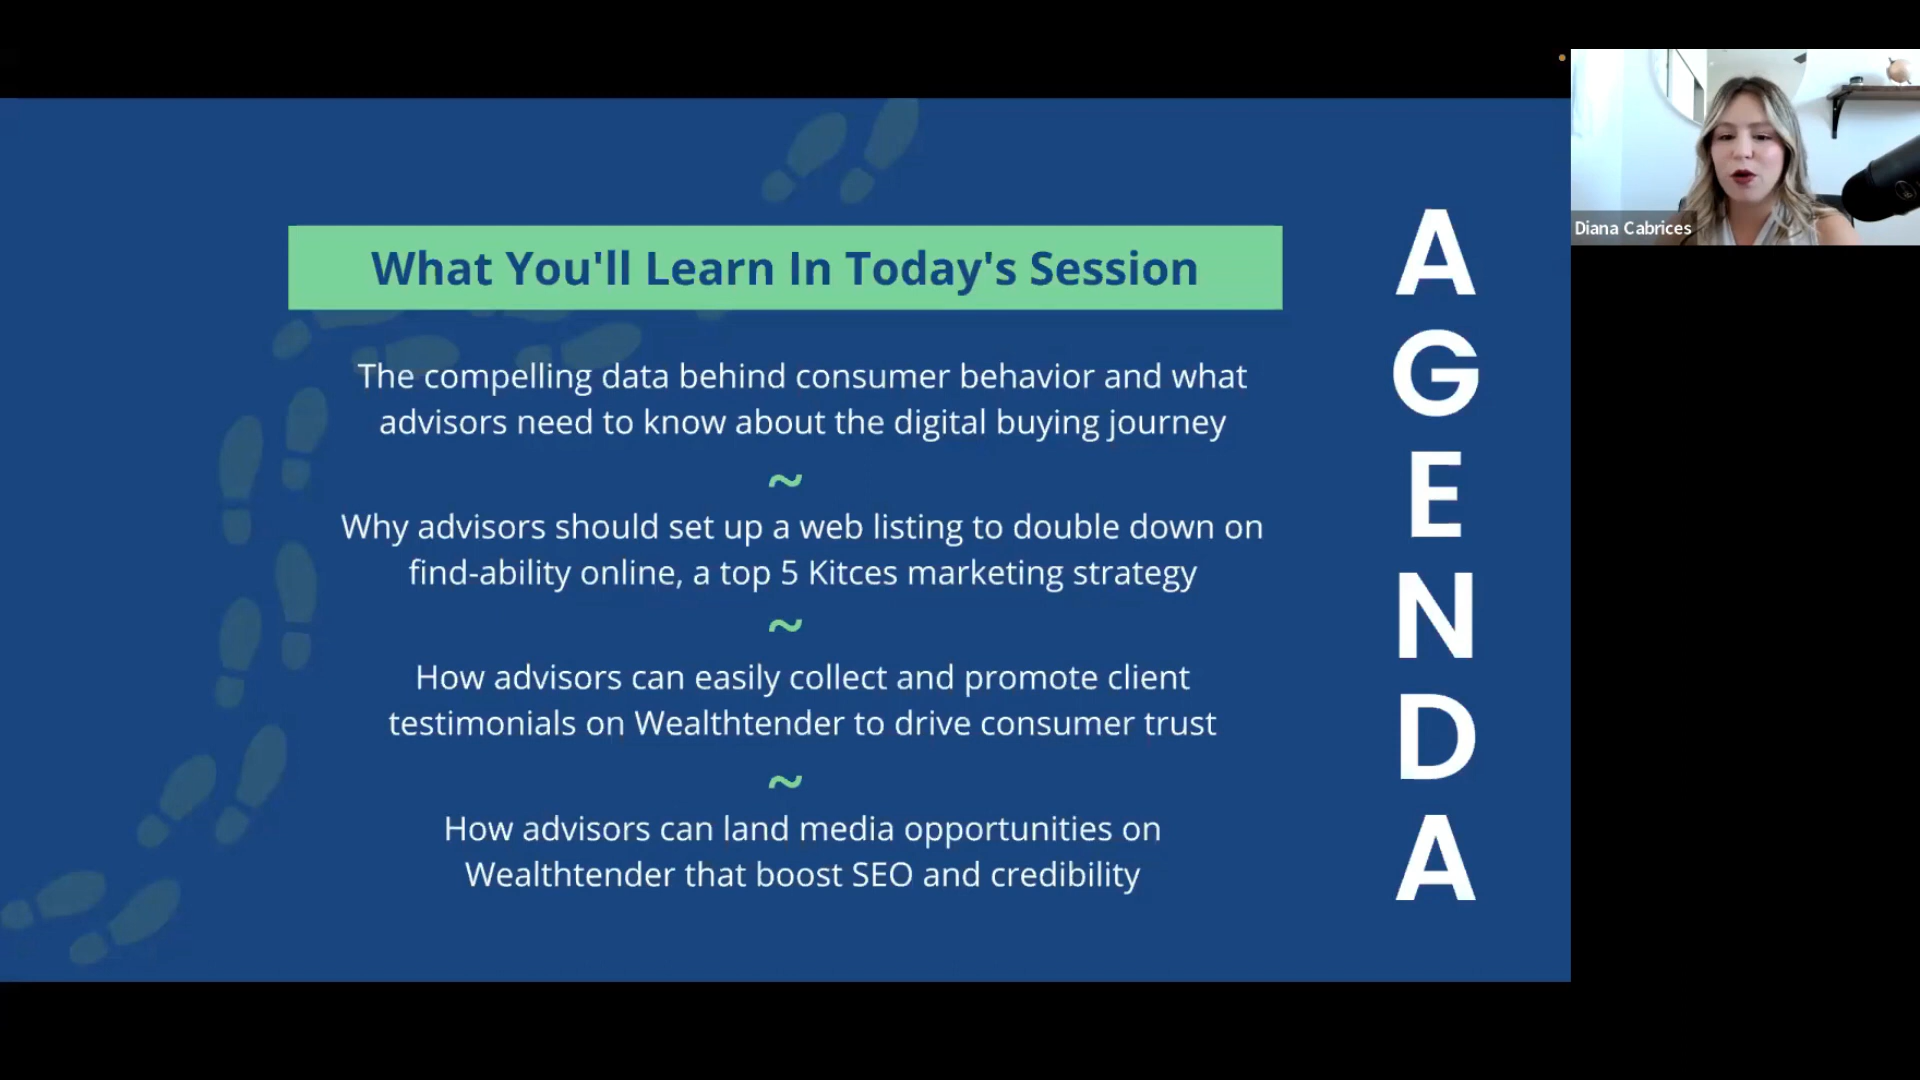 What You'll Learn In Today's Session
The compelling data behind consumer behavior and what
advisors need to know about the digital buying journey
~
Why advisors should set up a web listing to double down on
find-ability online, a top 5 Kitces marketing strategy
~
How advisors can easily collect and promote client
testimonials on Wealthtender to drive consumer trust
~
How advisors can land media opportunities on
Wealthtender that boost SEO and credibility
A
G
E
N
D
A
Diana Cabrices